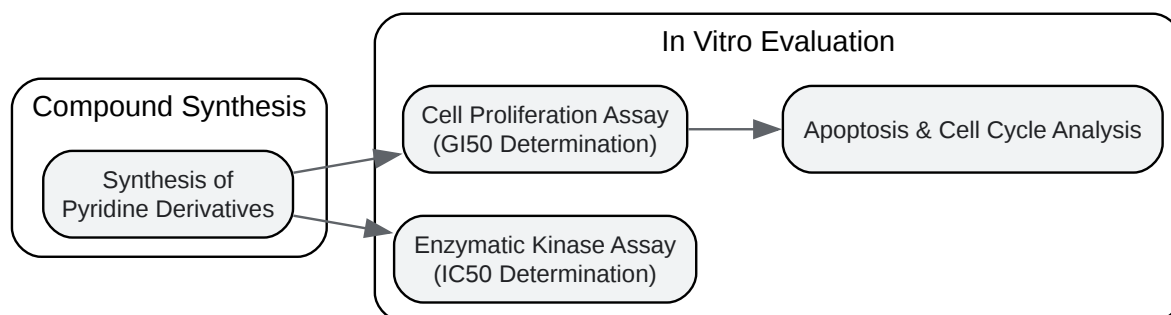 In Vitro Evaluation
Compound Synthesis
Cell Proliferation Assay
(GI50 Determination)
Apoptosis & Cell Cycle Analysis
Synthesis of
Pyridine Derivatives
Enzymatic Kinase Assay
(IC50 Determination)